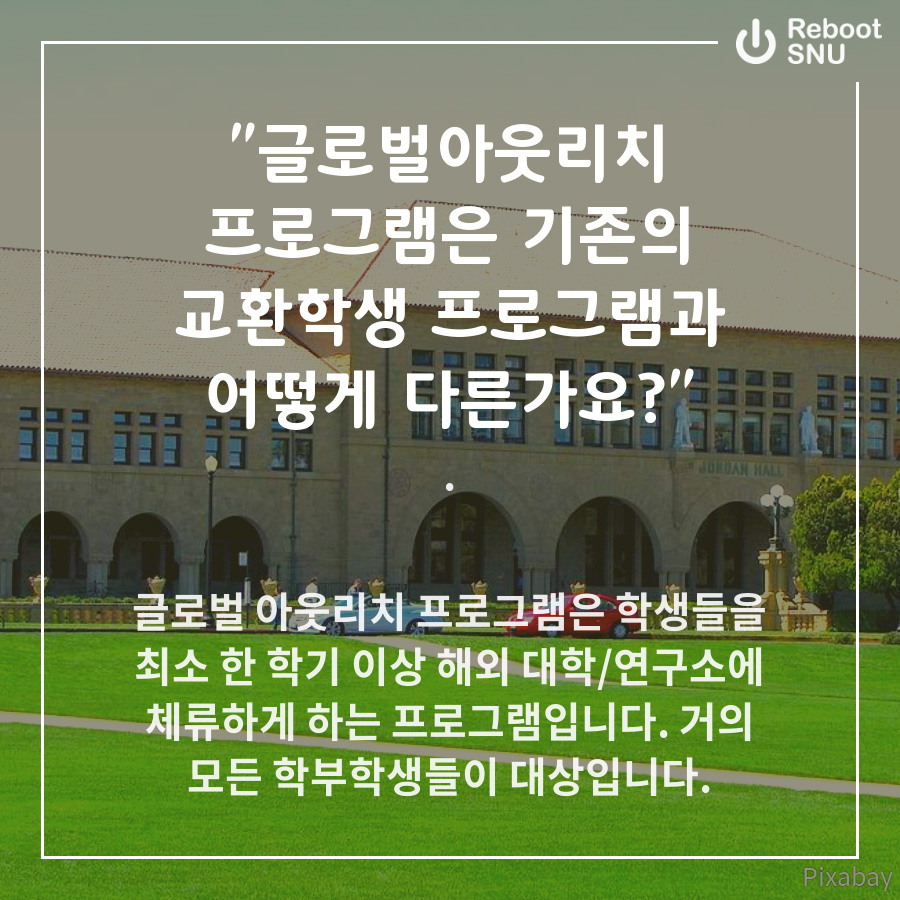 Reboot
SNU
"글로벌아웃리치
프로그램은 기존의
교환학생 프로그램과
어떻게 다른가요?"
.
JORDAN HALL
글로벌 아웃리치 프로그램은 학생들을
최소 한 학기 이상 해외 대학/연구소에
체류하게 하는 프로그램입니다. 거의
모든 학부학생들이 대상입니다.
Pixabay